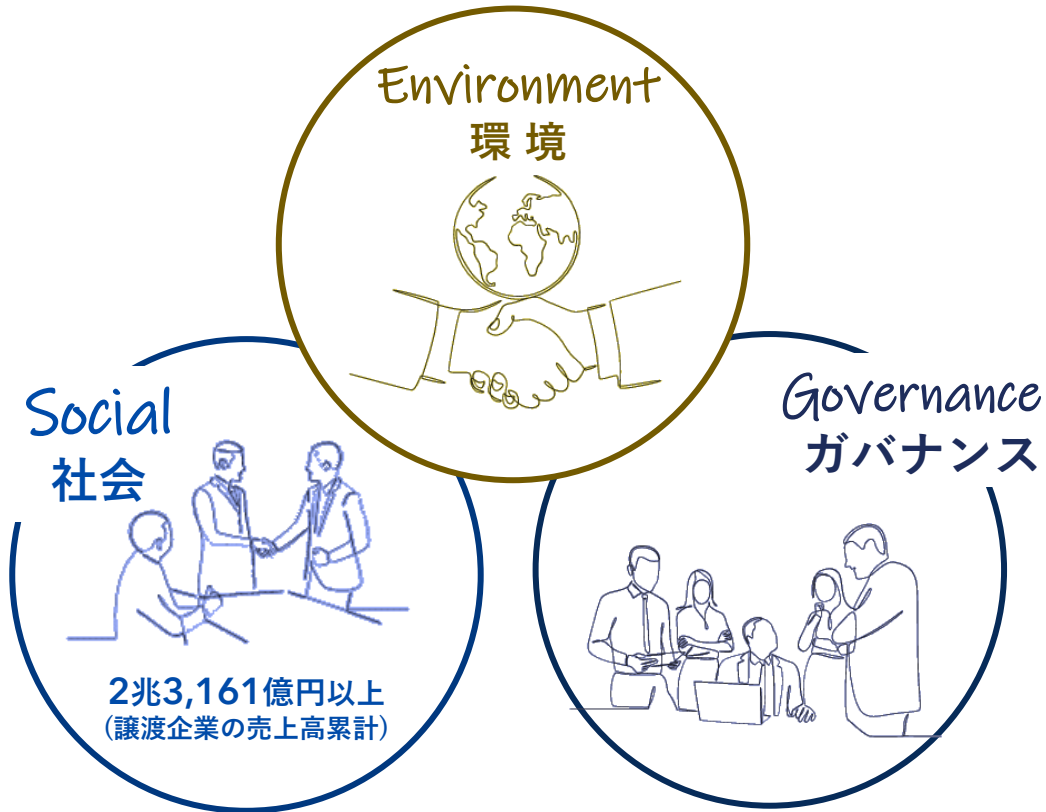 Environment
環境
Social
社会
2兆3,161億円以上
(譲渡企業の売上高累計)
Governance
ガバナンス